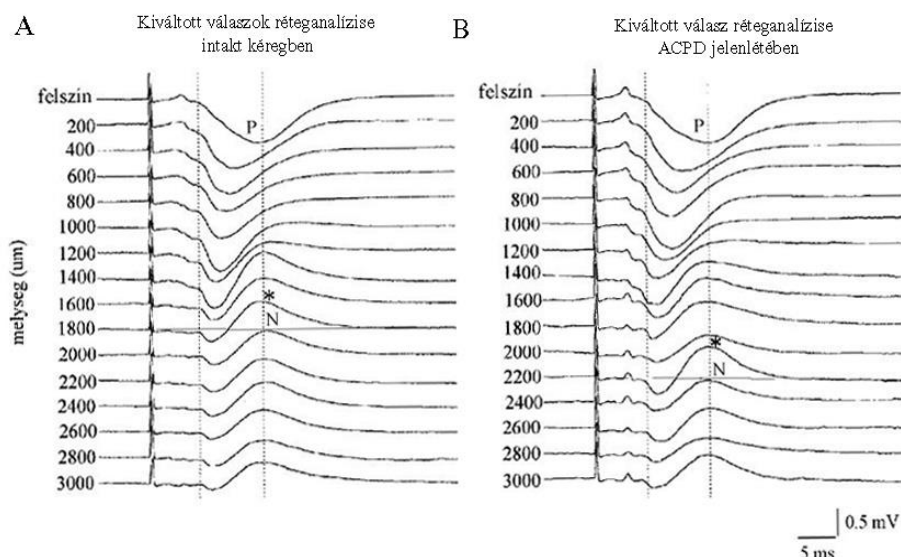 A
Kiváltott válaszok réteganalízise
intakt kéregben
B
Kiváltott válasz réteganalízise
ACPD jelenlétében
melyseg (um)
felszín
200
400
600
800
1000
1200
1400
1600
1800
2000
2200
2400
2600
2800
3000
P
*
N
felszín
200
400
600
800
1000
1200
1400
1600
1800
2000
2200
2400
2600
2800
3000
P
*
N
0.5 mV
5 ms